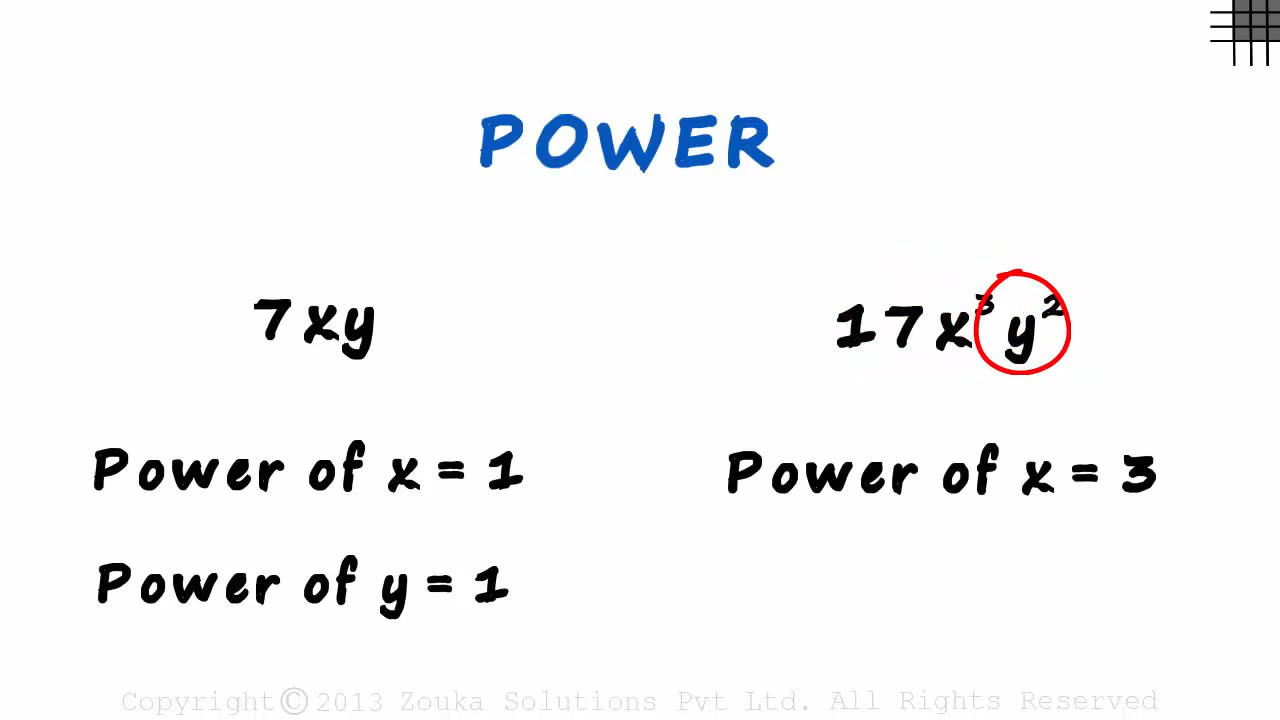 POWER
7xy
17x³y²
Power of x = 1
Power of x = 3
Power of y = 1
Copyright © 2013 Zouka Solutions Pvt Ltd. All Rights Reserved